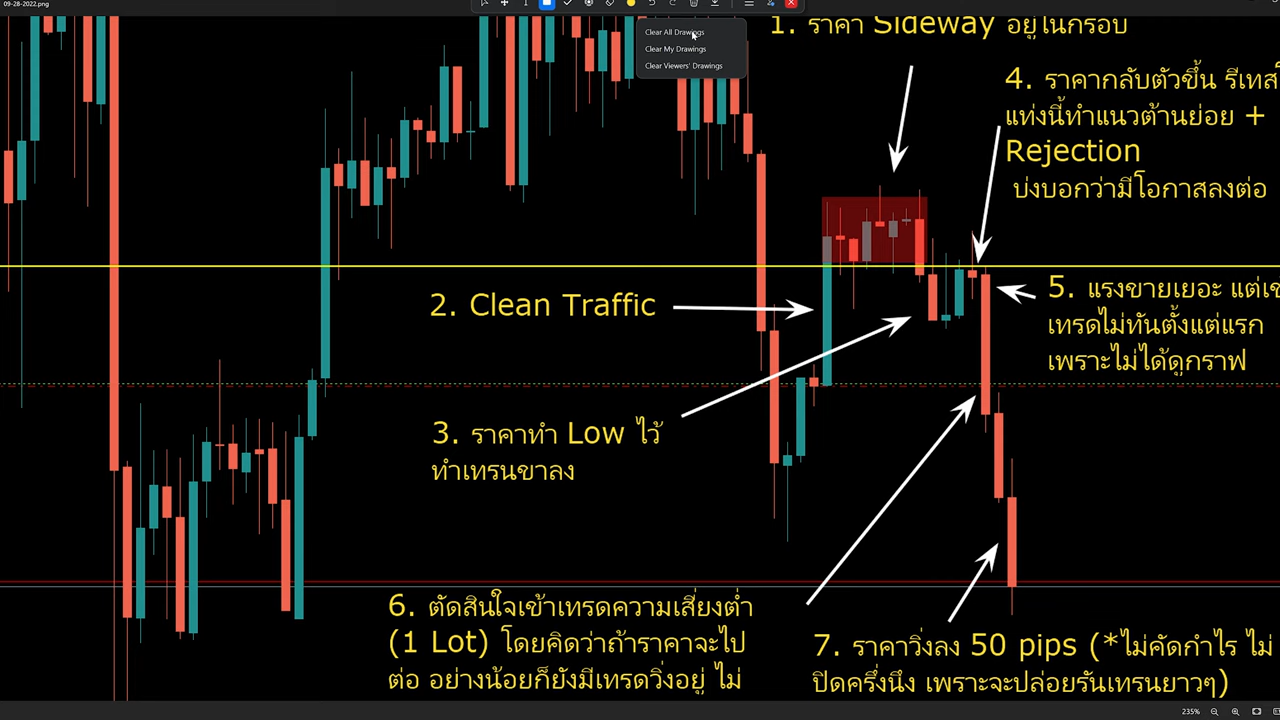 09-28-2022.png
Clear All Drawings
Clear My Drawings
Clear Viewers' Drawings
1. ราคา Sideway อยู่ในกรอบ
4. ราคากลับตัวขึ้น รีเทส
แท่งนี้ทำแนวต้านย่อย +
Rejection
บ่งบอกว่ามีโอกาสลงต่อ
2. Clean Traffic
5. แรงขายเยอะ แต่เข
เทรดไม่ทันตั้งแต่แรก
เพราะไม่ได้ดูกราฟ
3. ราคาทำ Low ไว้
ทำเทรนขาลง
6. ตัดสินใจเข้าเทรดความเสี่ยงต่ำ
(1 Lot) โดยคิดว่าถ้าราคาจะไป
ต่อ อย่างน้อยก็ยังมีเทรดวิ่งอยู่ ไม่
7. ราคาวิ่งลง 50 pips (*ไม่คัดกำไร ไม่
ปิดครึ่งนึง เพราะจะปล่อยรันเทรนยาวๆ)
235%